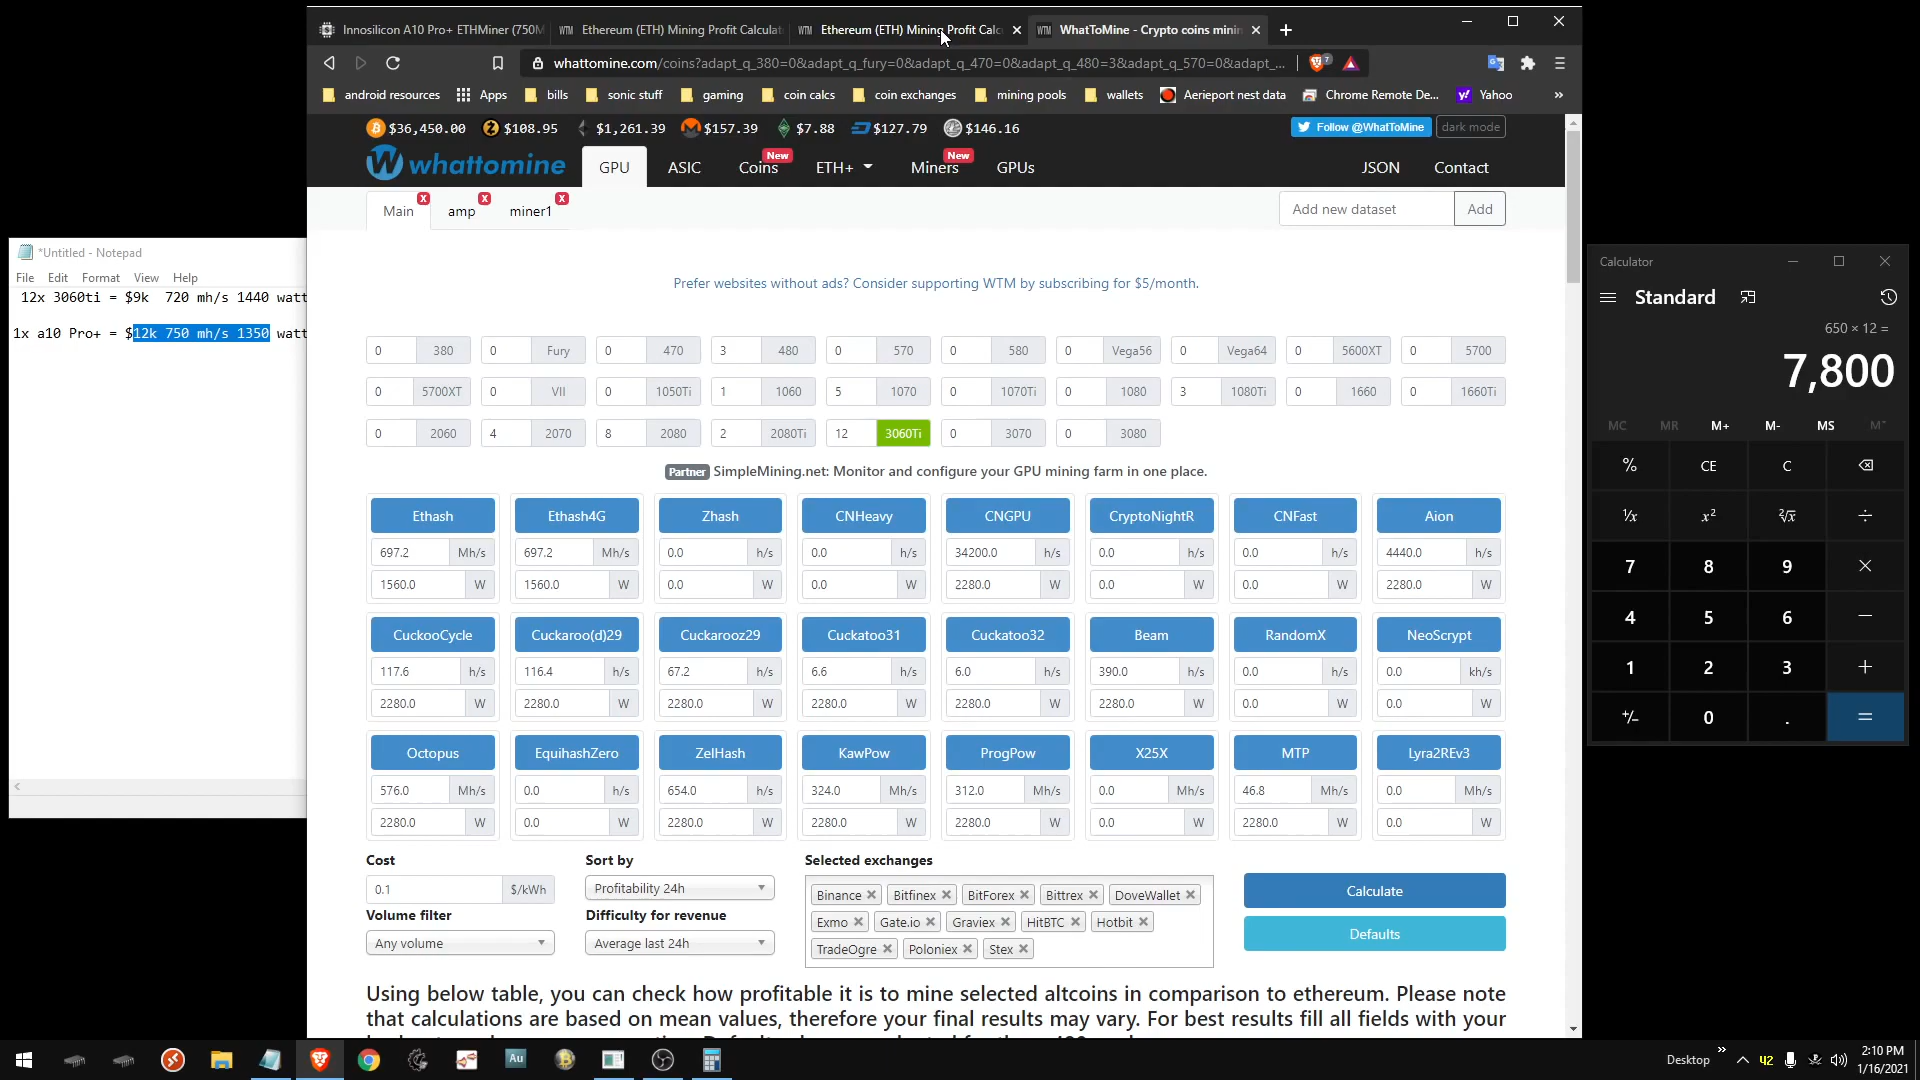 Innosilicon A10 Pro+ ETHMiner (750M
Ethereum (ETH) Mining Profit Calculat
Ethereum (ETH) Mining Profit Calc
WhatToMine - Crypto coins minin
whattomine.com/coins?adapt_q_380=0&adapt_q_fury=0&adapt_q_470=0&adapt_q_480=3&adapt_q_570=0&adapt_...
android resources Apps bills sonic stuff gaming coin calcs coin exchanges mining pools wallets Aerieport nest data Chrome Remote De... Yahoo »
$36,450.00 $108.95 $1,261.39 $157.39 $7.88 $127.79 $146.16 Follow @WhatToMine dark mode
whattomine GPU ASIC Coins New ETH+ Miners New GPUs JSON Contact
Main x amp x miner1 x Add new dataset Add
Prefer websites without ads? Consider supporting WTM by subscribing for $5/month.
0 380 0 Fury 0 470 3 480 0 570 0 580 0 Vega56 0 Vega64 0 5600XT 0 5700
0 5700XT 0 VII 0 1050Ti 1 1060 5 1070 0 1070Ti 0 1080 3 1080Ti 0 1660 0 1660Ti
0 2060 4 2070 8 2080 2 2080Ti 12 3060Ti 0 3070 0 3080
Partner SimpleMining.net: Monitor and configure your GPU mining farm in one place.
Ethash Ethash4G Zhash CNHeavy CNGPU CryptoNightR CNFast Aion
697.2 Mh/s 697.2 Mh/s 0.0 h/s 0.0 h/s 34200.0 h/s 0.0 h/s 0.0 h/s 4440.0 h/s
1560.0 W 1560.0 W 0.0 W 0.0 W 2280.0 W 0.0 W 0.0 W 2280.0 W
CuckooCycle Cuckaroo(d)29 Cuckarooz29 Cuckatoo31 Cuckatoo32 Beam RandomX NeoScrypt
117.6 h/s 116.4 h/s 67.2 h/s 6.6 h/s 6.0 h/s 390.0 h/s 0.0 h/s 0.0 kh/s
2280.0 W 2280.0 W 2280.0 W 2280.0 W 2280.0 W 2280.0 W 0.0 W 0.0 W
Octopus EquihashZero ZelHash KawPow ProgPow X25X MTP Lyra2REv3
576.0 Mh/s 0.0 h/s 654.0 h/s 324.0 Mh/s 312.0 Mh/s 0.0 Mh/s 46.8 Mh/s 0.0 Mh/s
2280.0 W 0.0 W 2280.0 W 2280.0 W 2280.0 W 0.0 W 2280.0 W 0.0 W
Cost Sort by Selected exchanges
0.1 $/kWh Profitability 24h
Volume filter Difficulty for revenue
Any volume Average last 24h
Binance Bitfinex BitForex Bittrex DoveWallet
Exmo Gate.io Graviex HitBTC Hotbit
TradeOgre Poloniex Stex
Calculate
Defaults
Using below table, you can check how profitable it is to mine selected altcoins in comparison to ethereum. Please note
that calculations are based on mean values, therefore your final results may vary. For best results fill all fields with your
*Untitled - Notepad
File Edit Format View Help
12x 3060ti = $9k 720 mh/s 1440 watt
1x a10 Pro+ = $12k 750 mh/s 1350 watt
Calculator
Standard
650 × 12 =
7,800
MC MR M+ M- MS M˅
% CE C
¹/x x² ²√x ÷
7 8 9 ×
4 5 6 −
1 2 3 +
+/- 0 . =
Au
Desktop » 42 2:10 PM
1/16/2021